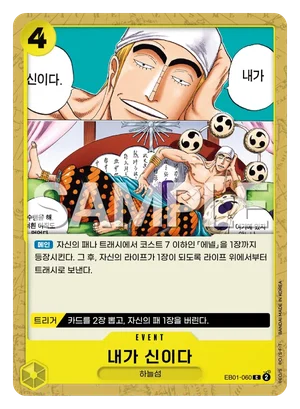 4
신이다.
내가
SAMPLE
메인 자신의 패나 트래시에서 코스트 7 이하인 「에넬」을 1장까지
등장시킨다. 그 후, 자신의 라이프가 1장이 되도록 라이프 위에서부터
트래시로 보낸다.
트리거 카드를 2장 뽑고, 자신의 패 1장을 버린다.
EVENT
내가 신이다
하늘섬
EB01-060
2